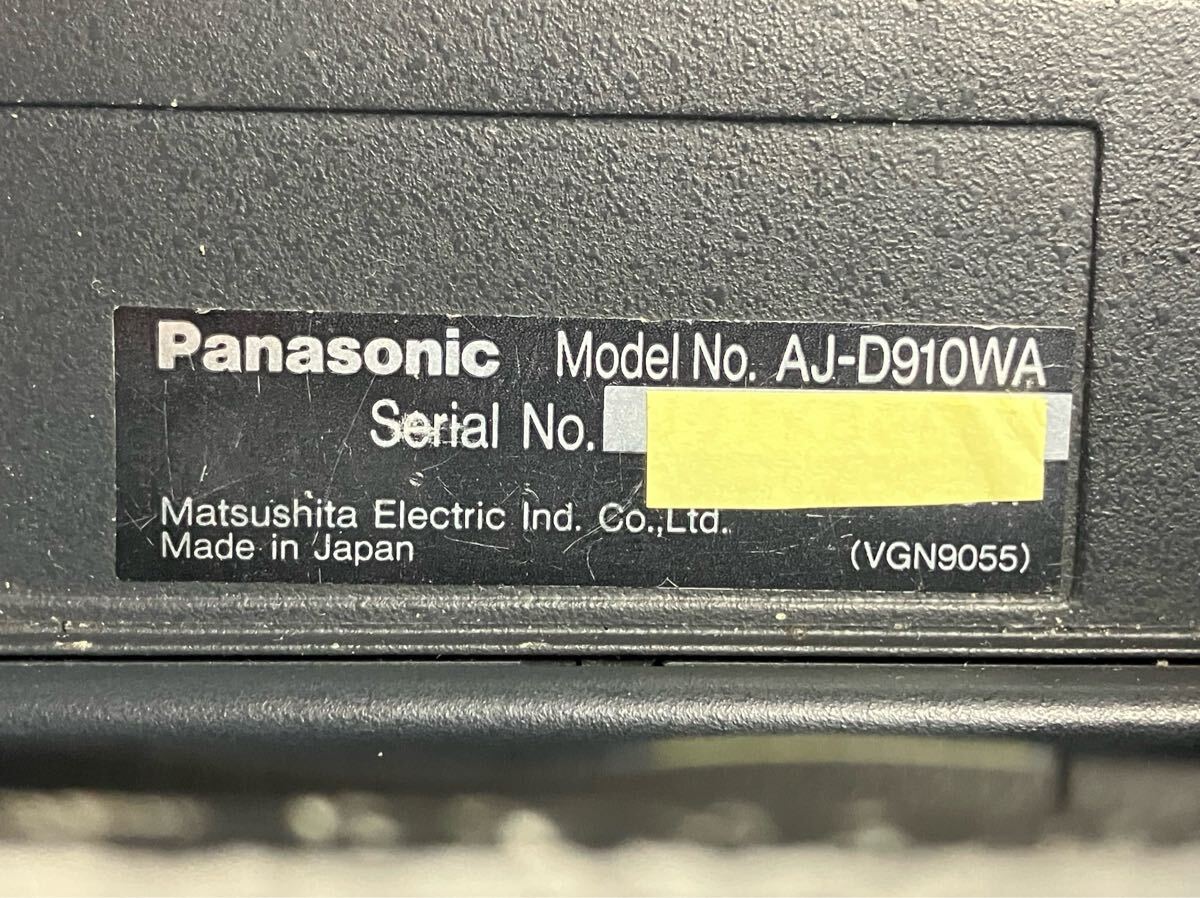 Panasonic Model No. AJ-D910WA
Serial No.
Matsushita Electric Ind. Co.,Ltd.
Made in Japan (VGN9055)